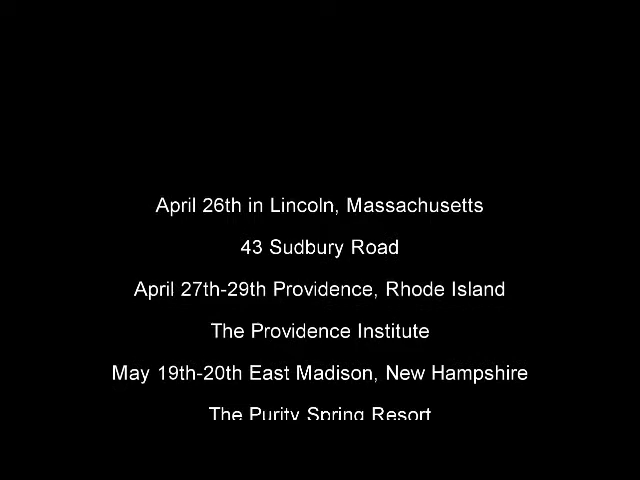 April 26th in Lincoln, Massachusetts
43 Sudbury Road
April 27th-29th Providence, Rhode Island
The Providence Institute
May 19th-20th East Madison, New Hampshire
The Purity Spring Resort